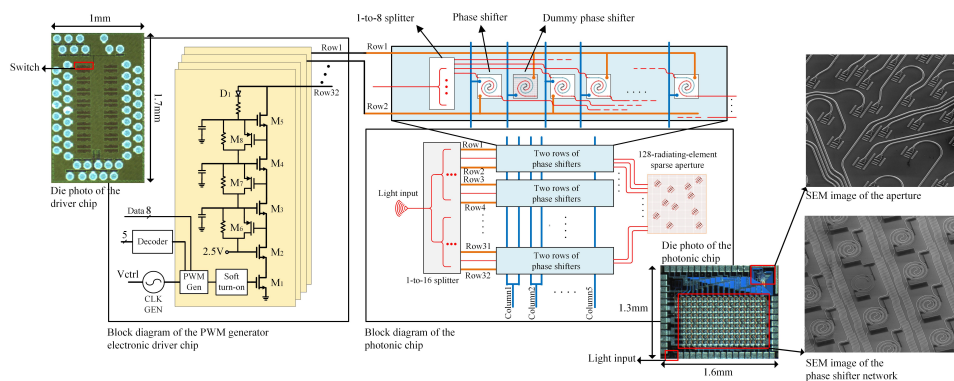 1mm
Switch
1.7mm
Die photo of the
driver chip
Data 8
5
Decoder
Vctrl
CLK
GEN
PWM
Gen
Soft
turn-on
D1
M5
M8
M4
M7
M3
M6
2.5V
M2
M1
Row1
Row32
Block diagram of the PWM generator
electronic driver chip
1-to-8 splitter
Phase shifter
Dummy phase shifter
Row1
Row2
Light input
Row1
Row2
Row3
Row4
Row31
Row32
1-to-16 splitter
Two rows of
phase shifters
Two rows of
phase shifters
Two rows of
phase shifters
128-radiating-element
sparse aperture
Column1
Column2
Column5
Block diagram of the
photonic chip
Die photo of the
photonic chip
1.3mm
Light input
1.6mm
SEM image of the aperture
SEM image of the
phase shifter network